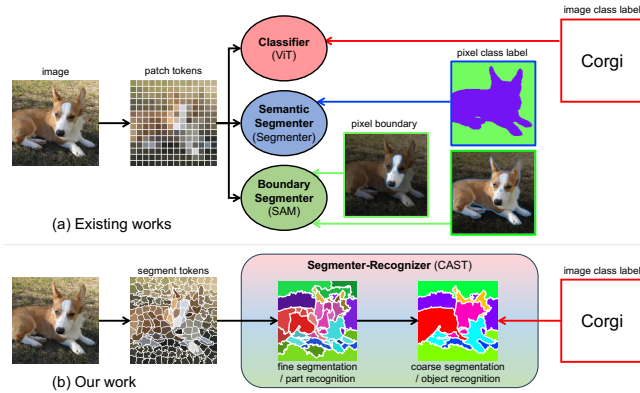 image class label
Corgi
pixel class label
Classifier
(ViT)
image
patch tokens
Semantic
Segmenter
(Segmenter)
pixel boundary
Boundary
Segmenter
(SAM)
(a) Existing works
segment tokens
Segmenter-Recognizer (CAST)
image class label
Corgi
fine segmentation
/ part recognition
coarse segmentation
/ object recognition
(b) Our work